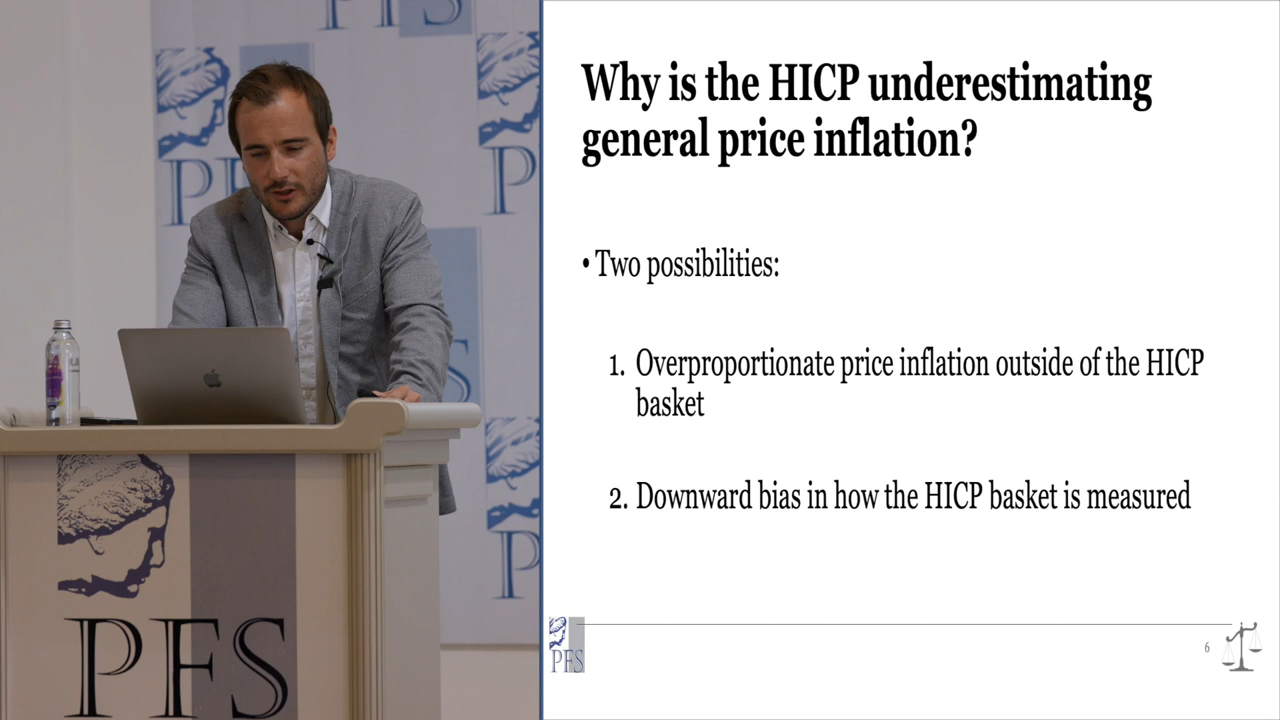 PFS
PF
P
S
P
PFS
Why is the HICP underestimating
general price inflation?
• Two possibilities:
1. Overproportionate price inflation outside of the HICP
basket
2. Downward bias in how the HICP basket is measured
PFS
6